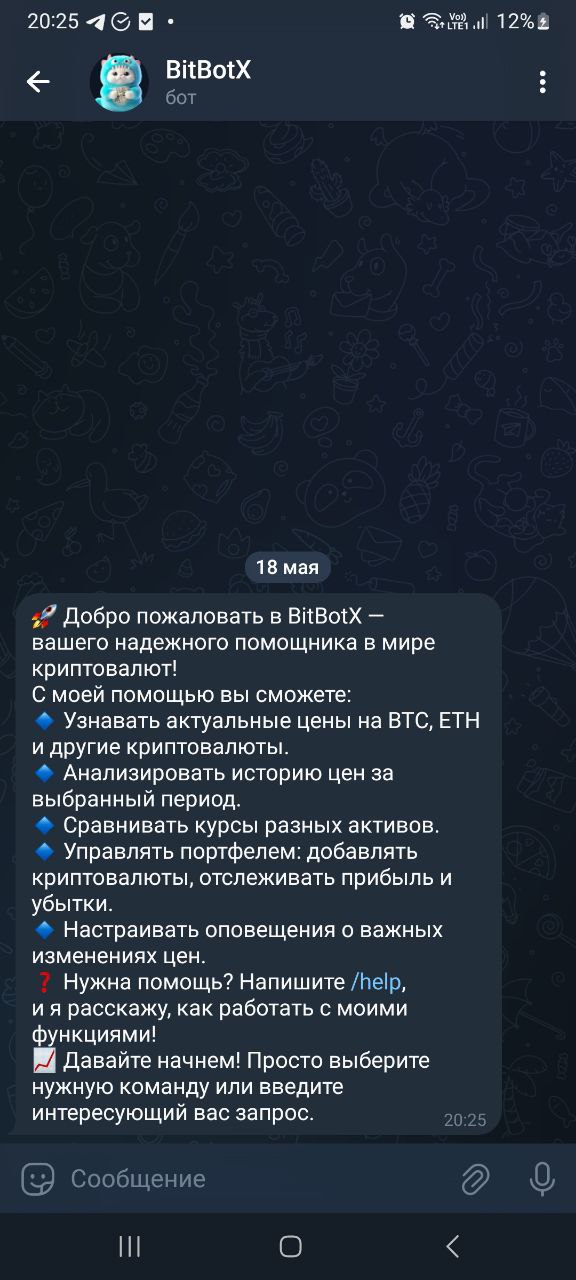 20:25
Vo))
LTE1
12%
BitBotX
бот
18 мая
🚀 Добро пожаловать в BitBotX —
вашего надежного помощника в мире
криптовалют!
С моей помощью вы сможете:
🔹 Узнавать актуальные цены на BTC, ETH
и другие криптовалюты.
🔹 Анализировать историю цен за
выбранный период.
🔹 Сравнивать курсы разных активов.
🔹 Управлять портфелем: добавлять
криптовалюты, отслеживать прибыль и
убытки.
🔹 Настраивать оповещения о важных
изменениях цен.
❓ Нужна помощь? Напишите /help,
и я расскажу, как работать с моими
функциями!
📈 Давайте начнем! Просто выберите
нужную команду или введите
интересующий вас запрос.
20:25
Сообщение